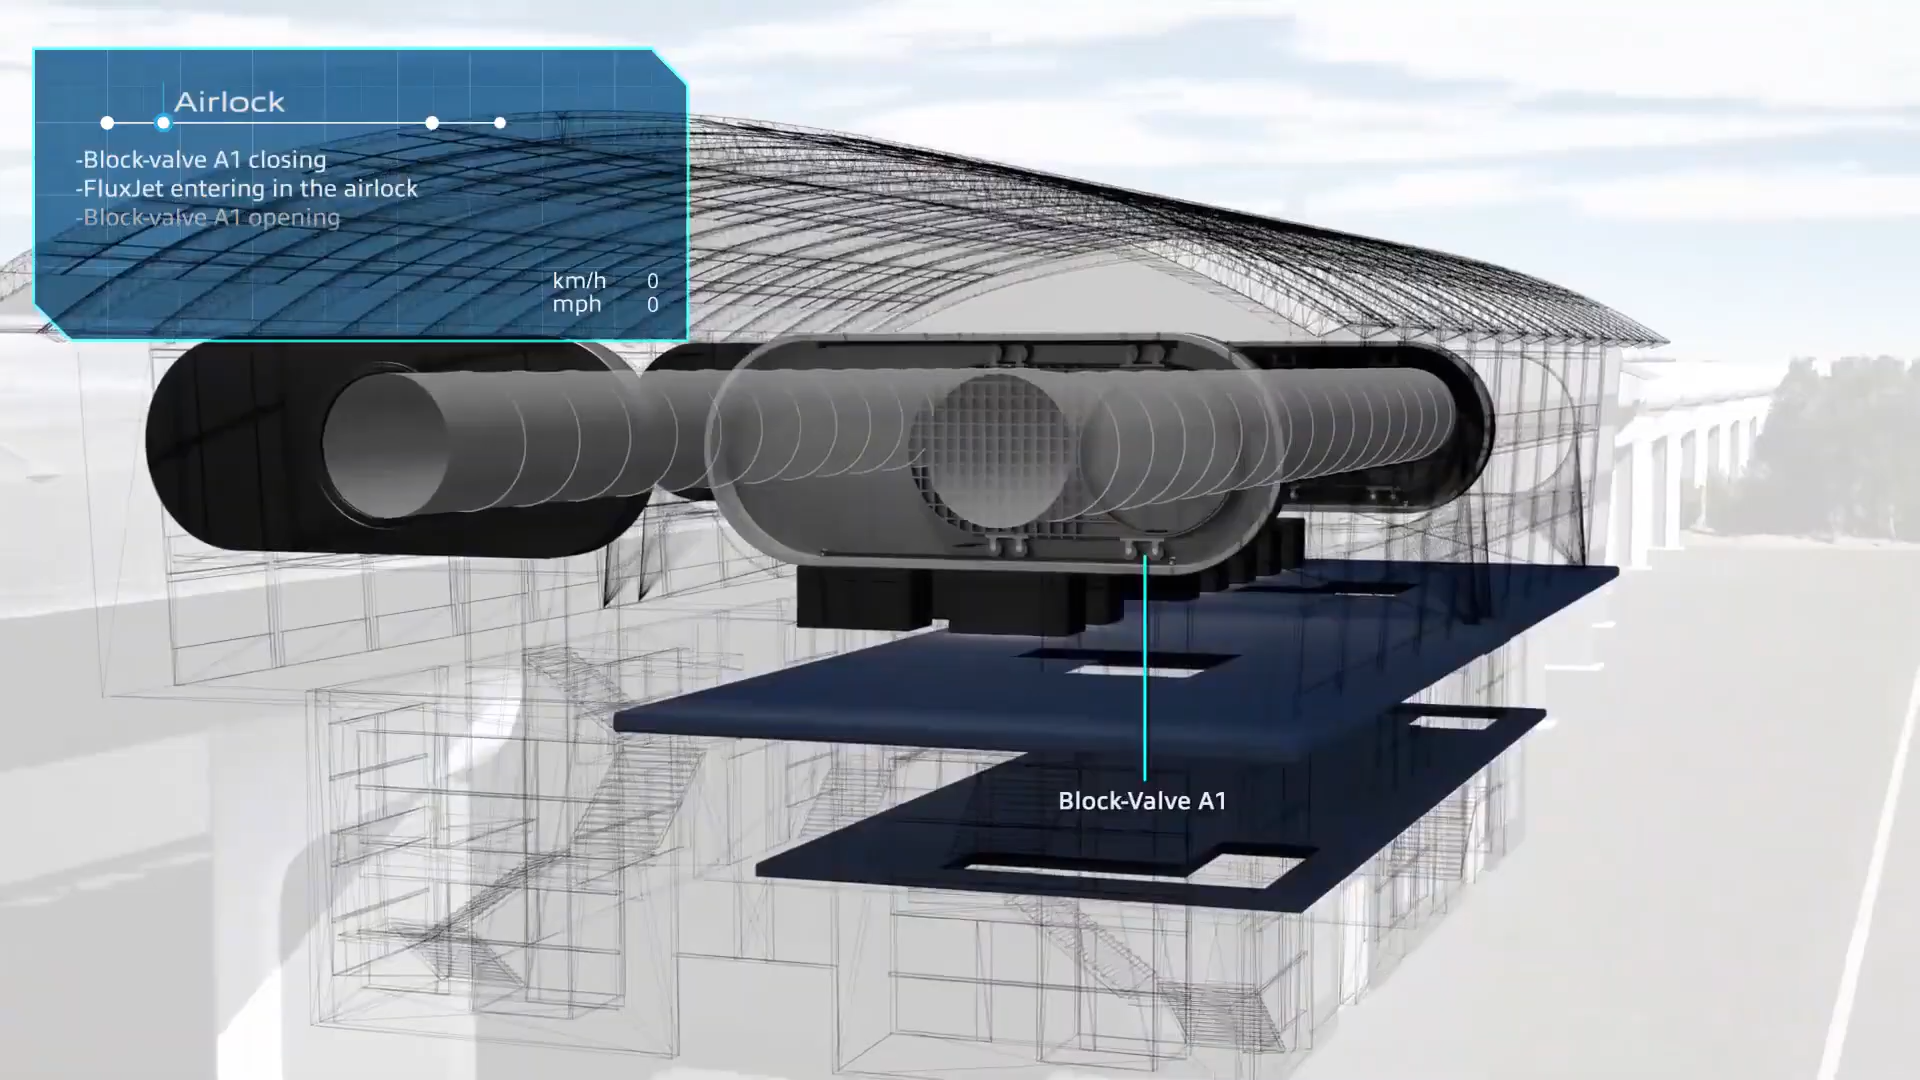 Airlock
-Block-valve A1 closing
-FluxJet entering in the airlock
-Block-valve A1 opening
km/h 0
mph 0
Block-Valve A1